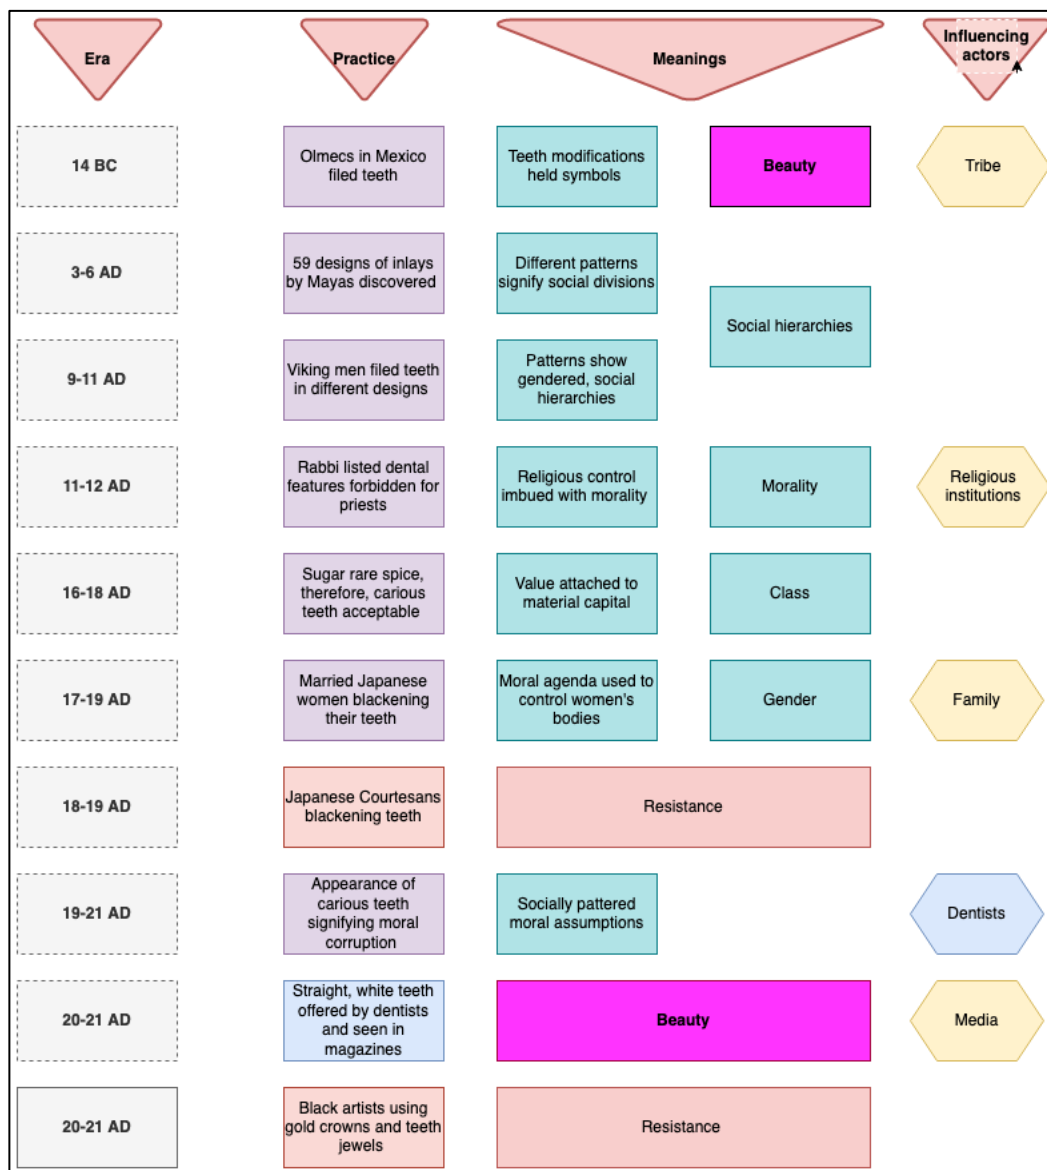 Era
Practice
Meanings
Influencing
actors
14 BC
Olmecs in Mexico
filed teeth
Teeth modifications
held symbols
Beauty
Tribe
3-6 AD
59 designs of inlays
by Mayas discovered
Different patterns
signify social divisions
Social hierarchies
9-11 AD
Viking men filed teeth
in different designs
Patterns show
gendered, social
hierarchies
11-12 AD
Rabbi listed dental
features forbidden for
priests
Religious control
imbued with morality
Morality
Religious
institutions
16-18 AD
Sugar rare spice,
therefore, carious
teeth acceptable
Value attached to
material capital
Class
17-19 AD
Married Japanese
women blackening
their teeth
Moral agenda used to
control women's
bodies
Gender
Family
18-19 AD
Japanese Courtesans
blackening teeth
Resistance
19-21 AD
Appearance of
carious teeth
signifying moral
corruption
Socially pattered
moral assumptions
Dentists
20-21 AD
Straight, white teeth
offered by dentists
and seen in
magazines
Beauty
Media
20-21 AD
Black artists using
gold crowns and teeth
jewels
Resistance